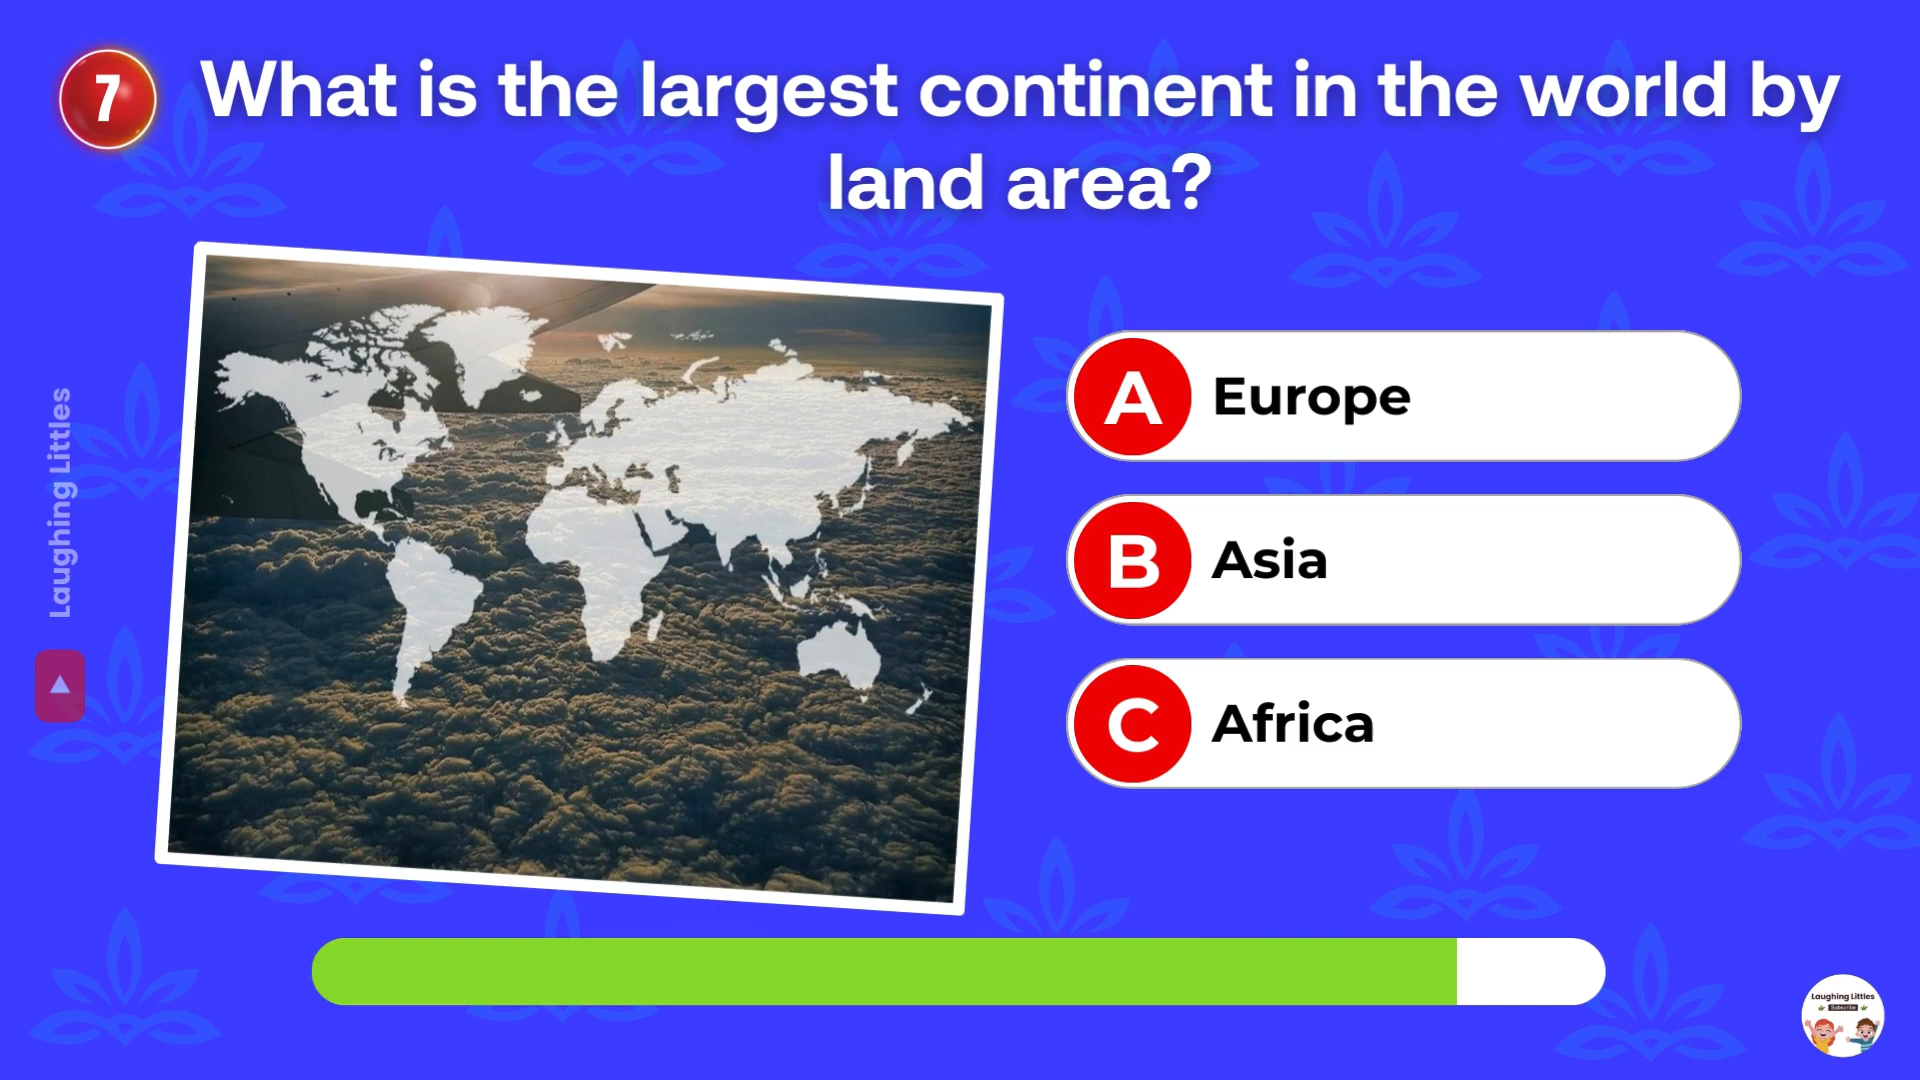 7
What is the largest continent in the world by
land area?
A Europe
B Asia
C Africa
Laughing Littles
Laughing Littles
Subscribe